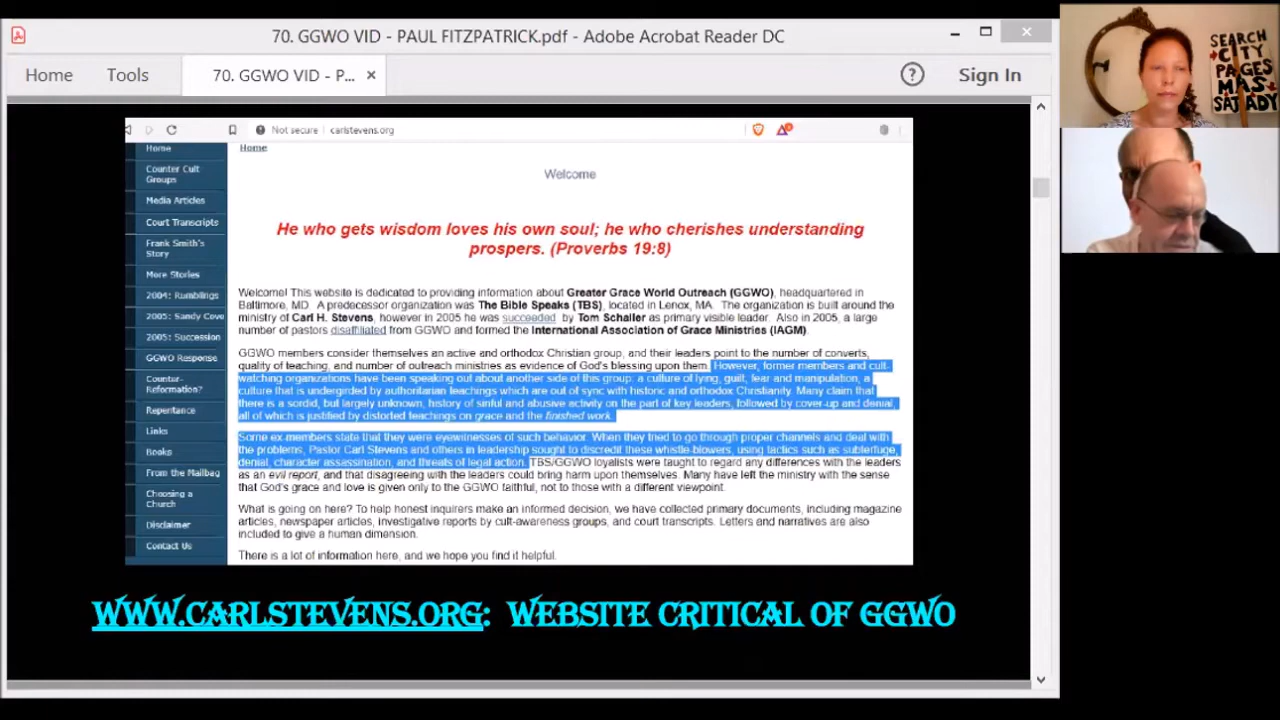 70. GGWO VID - PAUL FITZPATRICK.pdf - Adobe Acrobat Reader DC
Home
Tools
70. GGWO VID - P...
Sign In
Not secure
carlstevens.org
Home
Counter Cult
Groups
Media Articles
Court Transcripts
Frank Smith's
Story
More Stories
2004: Rumblings
2005: Sandy Cove
2005: Succession
GGWO Response
Counter-
Reformation?
Repentance
Links
Books
From the Mailbag
Choosing a
Church
Disclaimer
Contact Us
Home
Welcome
He who gets wisdom loves his own soul; he who cherishes understanding
prospers. (Proverbs 19:8)
Welcome! This website is dedicated to providing information about Greater Grace World Outreach (GGWO), headquartered in
Baltimore, MD. A predecessor organization was The Bible Speaks (TBS), located in Lenox, MA. The organization is built around the
ministry of Carl H. Stevens, however in 2005 he was succeeded by Tom Schaller as primary visible leader. Also in 2005, a large
number of pastors disaffiliated from GGWO and formed the International Association of Grace Ministries (IAGM).
GGWO members consider themselves an active and orthodox Christian group, and their leaders point to the number of converts,
quality of teaching, and number of outreach ministries as evidence of God's blessing upon them. However, former members and cult-
watching organizations have been speaking out about another side of this group: a culture of lying, guilt, fear and manipulation, a
culture that is undergirded by authoritarian teachings which are out of sync with historic and orthodox Christianity. Many claim that
there is a sordid, but largely unknown, history of sinful and abusive activity on the part of key leaders, followed by cover-up and denial,
all of which is justified by distorted teachings on grace and the finished work.
Some ex-members state that they were eyewitnesses of such behavior. When they tried to go through proper channels and deal with
the problems, Pastor Carl Stevens and others in leadership sought to discredit these whistle-blowers, using tactics such as subterfuge,
denial, character assassination, and threats of legal action. TBS/GGWO loyalists were taught to regard any differences with the leaders
as an evil report, and that disagreeing with the leaders could bring harm upon themselves. Many have left the ministry with the sense
that God's grace and love is given only to the GGWO faithful, not to those with a different viewpoint.
What is going on here? To help honest inquirers make an informed decision, we have collected primary documents, including magazine
articles, newspaper articles, investigative reports by cult-awareness groups, and court transcripts. Letters and narratives are also
included to give a human dimension.
There is a lot of information here, and we hope you find it helpful.
WWW.CARLSTEVENS.ORG: WEBSITE CRITICAL OF GGWO
SEARCH
CITY
PAGES
MAS